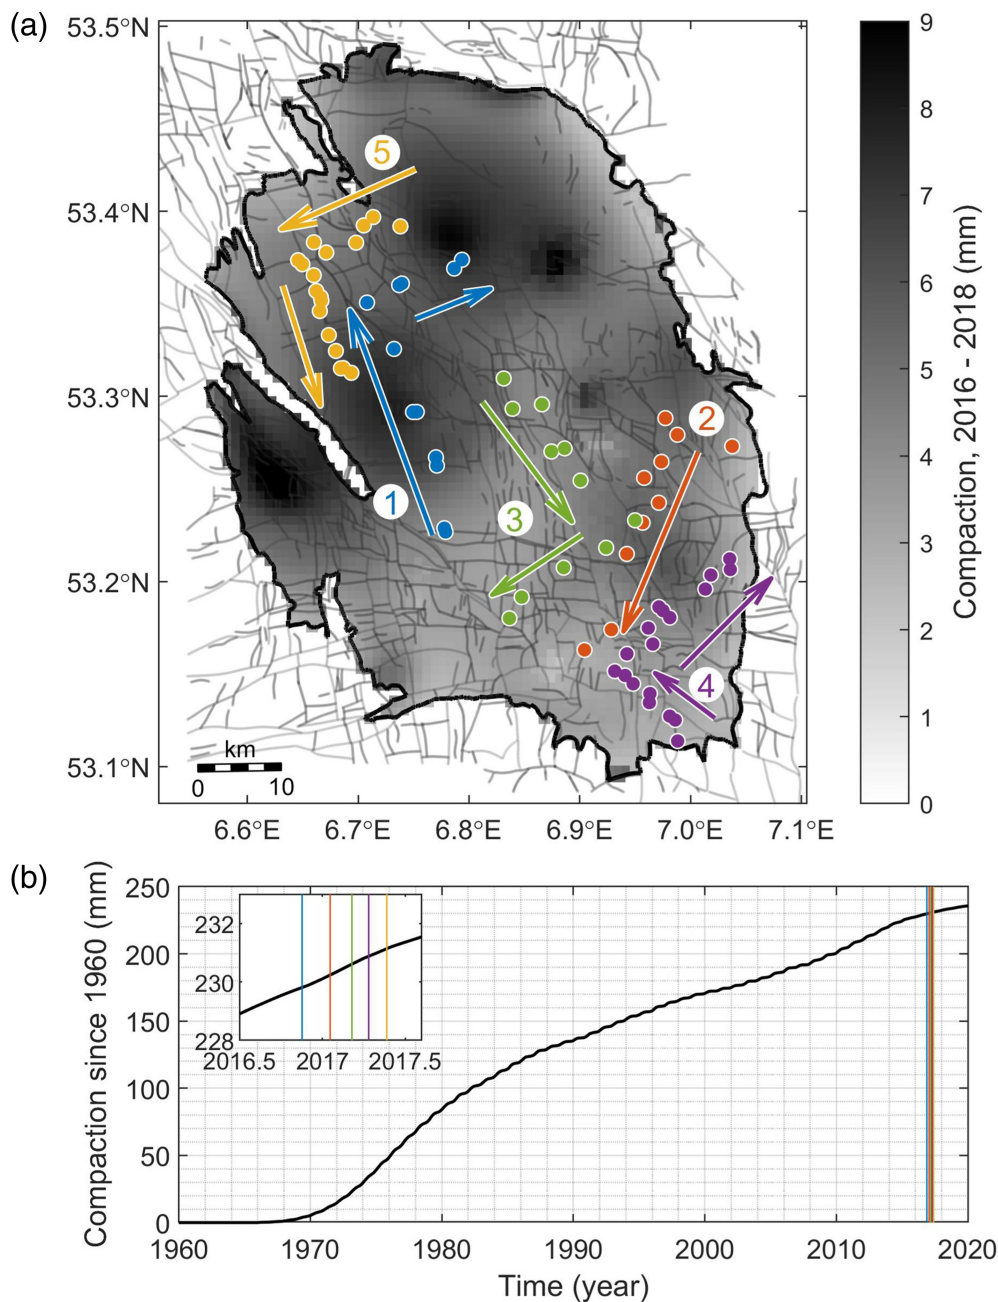 (a)
53.5°N
53.4°N
53.3°N
53.2°N
53.1°N
5
1
3
2
4
km
0 10
6.6°E 6.7°E 6.8°E 6.9°E 7.0°E 7.1°E
9
8
7
6
5
4
3
2
1
0
Compaction, 2016 - 2018 (mm)
(b)
250
200
150
100
50
0
Compaction since 1960 (mm)
232
230
228
2016.5 2017 2017.5
1960 1970 1980 1990 2000 2010 2020
Time (year)